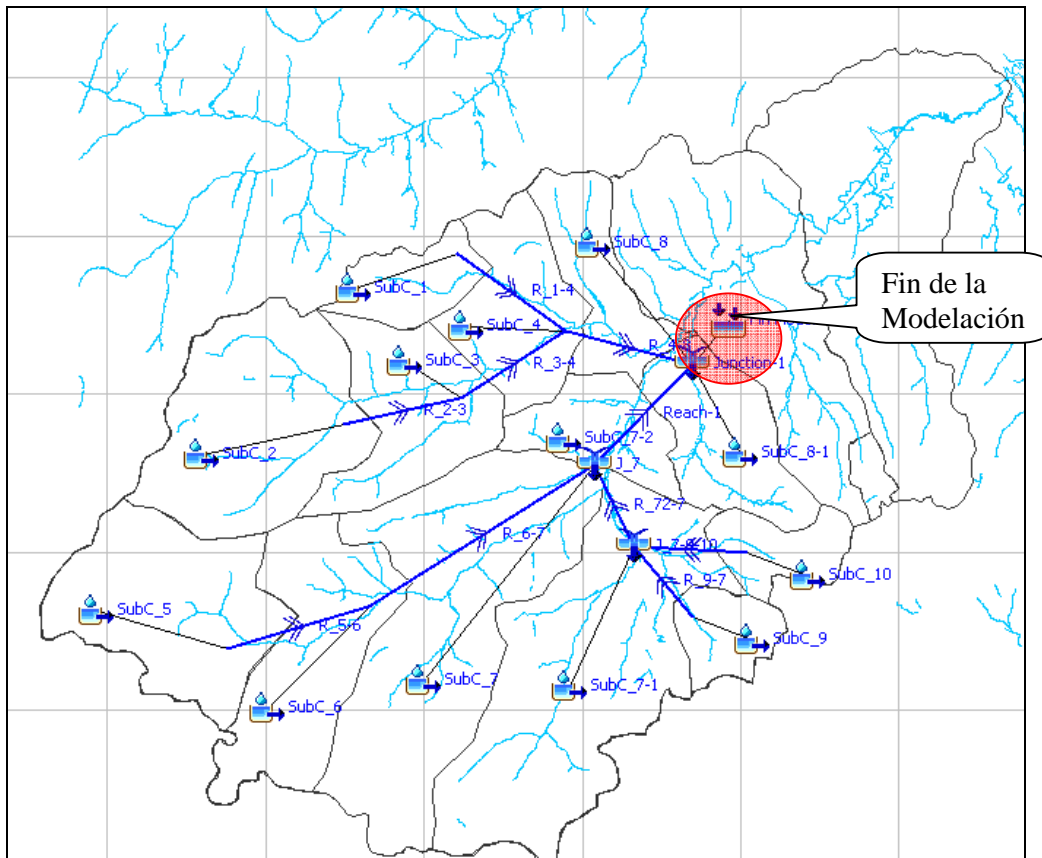 SubC_8
Fin de la
Modelación
SubC_1
R_1-4
SubC_4
R_4-8
Junction-1
SubC_3
R_3-4
R_2-3
Reach-1
SubC_7-2
SubC_2
SubC_8-1
J_7
R_72-7
R_6-7
SubC_10
R_9-7
SubC_5
R_5-6
SubC_9
SubC_7
SubC_7-1
SubC_6